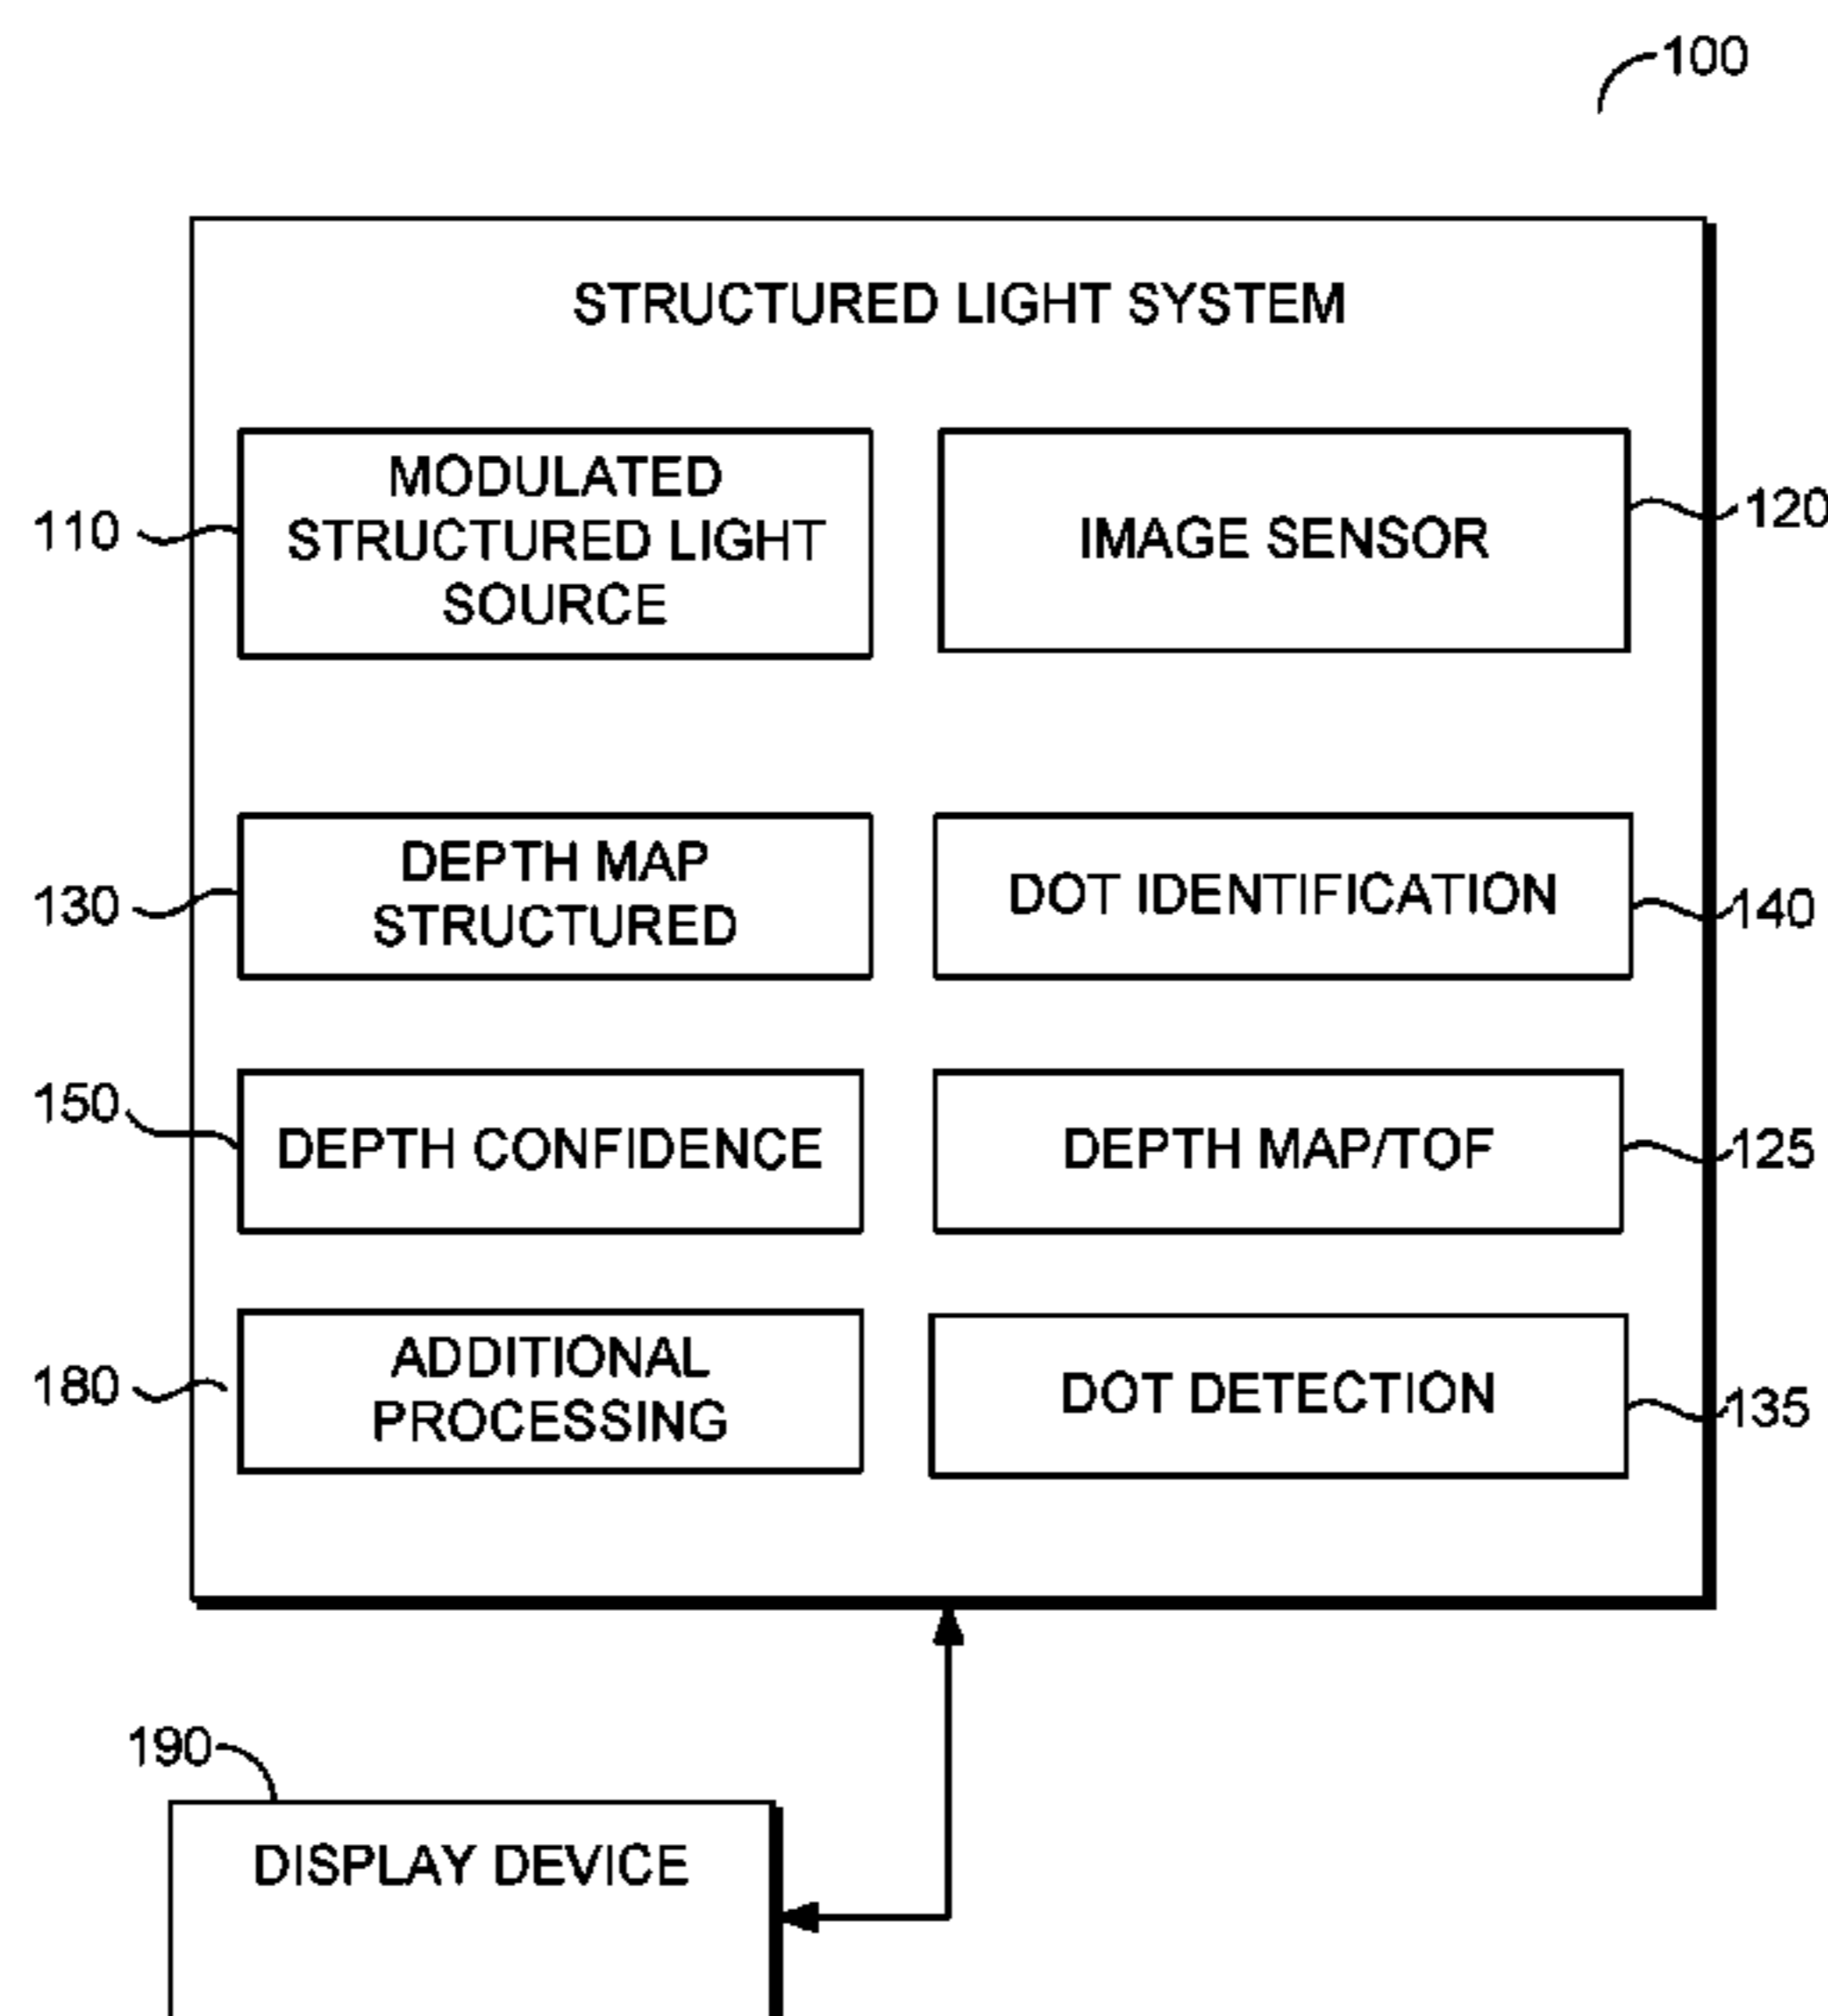 100
STRUCTURED LIGHT SYSTEM
110
MODULATED
STRUCTURED LIGHT
SOURCE
IMAGE SENSOR
120
130
DEPTH MAP
STRUCTURED
DOT IDENTIFICATION
140
150
DEPTH CONFIDENCE
DEPTH MAP/TOF
125
180
ADDITIONAL
PROCESSING
DOT DETECTION
135
190
DISPLAY DEVICE